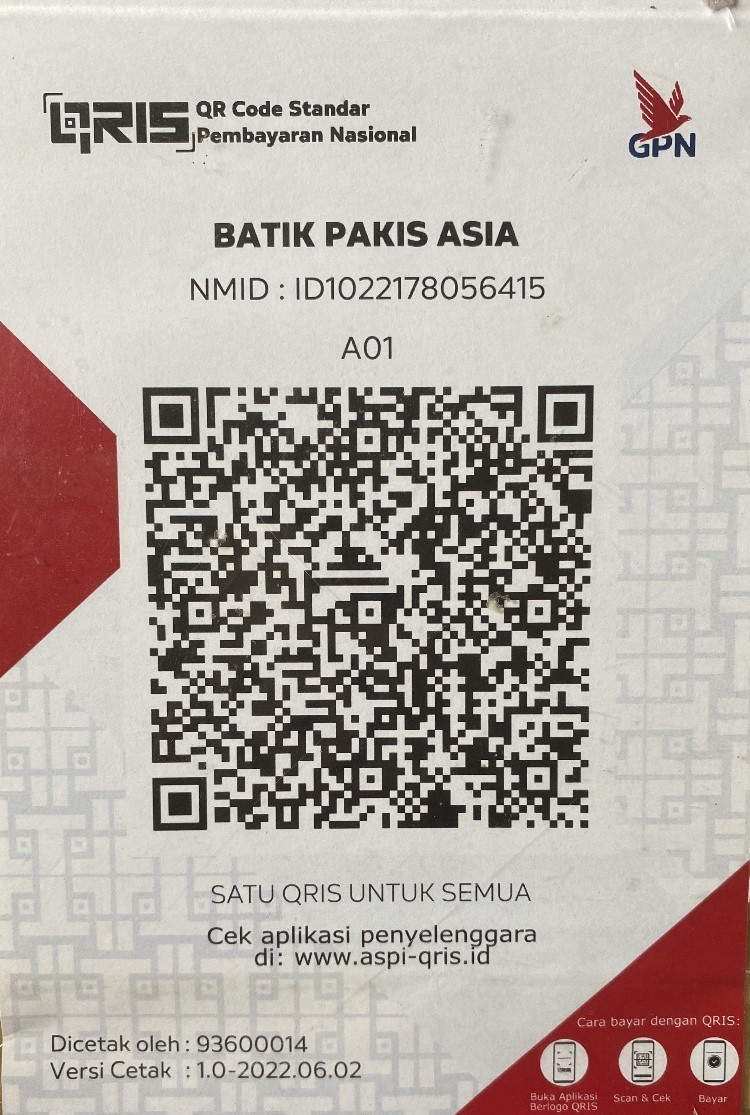 QRIS QR Code Standar
Pembayaran Nasional
GPN
BATIK PAKIS ASIA
NMID : ID1022178056415
A01
SATU QRIS UNTUK SEMUA
Cek aplikasi penyelenggara
di: www.aspi-qris.id
Dicetak oleh : 93600014
Versi Cetak : 1.0-2022.06.02
Cara bayar dengan QRIS:
Buka Aplikasi
Berlogo QRIS
Scan & Cek
Bayar